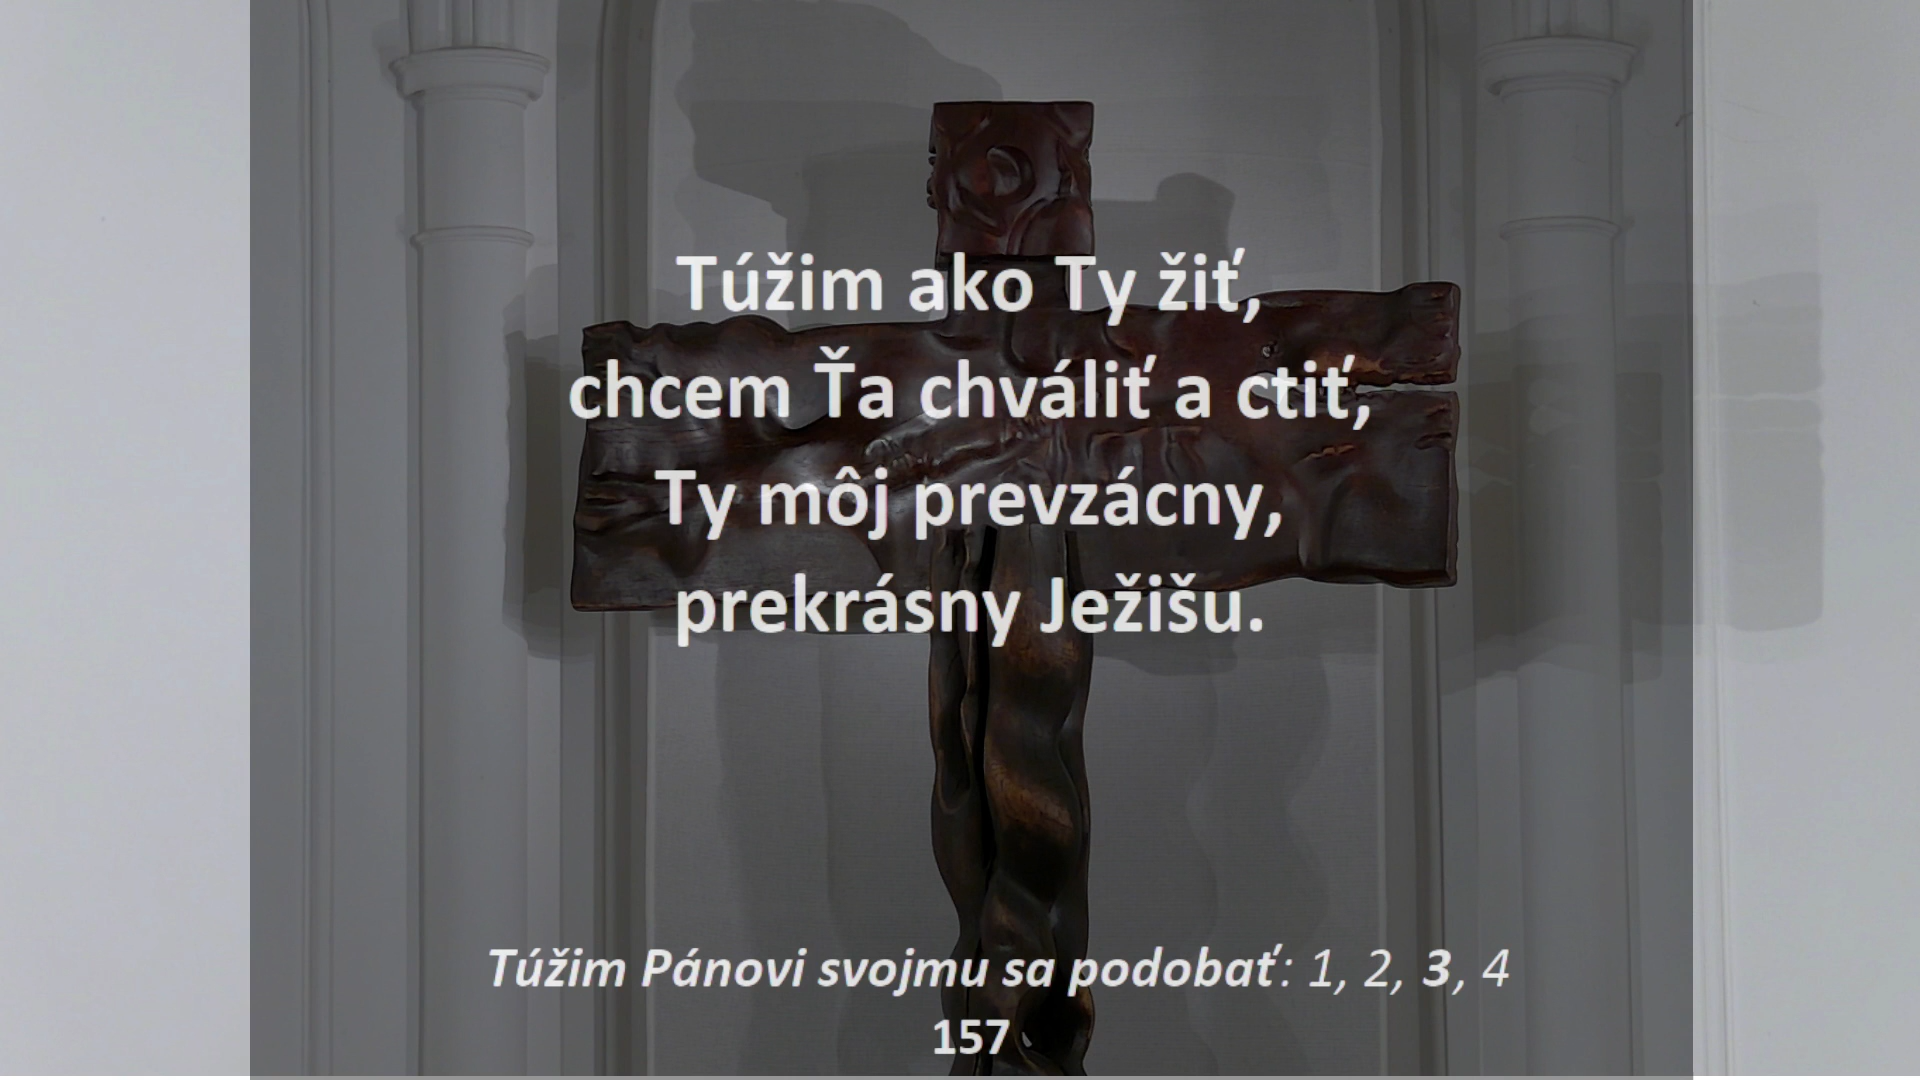 Túžim ako Ty žiť,
chcem Ťa chváliť a ctiť,
Ty môj prevzácny,
prekrásny Ježišu.
Túžim Pánovi svojmu sa podobať: 1, 2, 3, 4
157